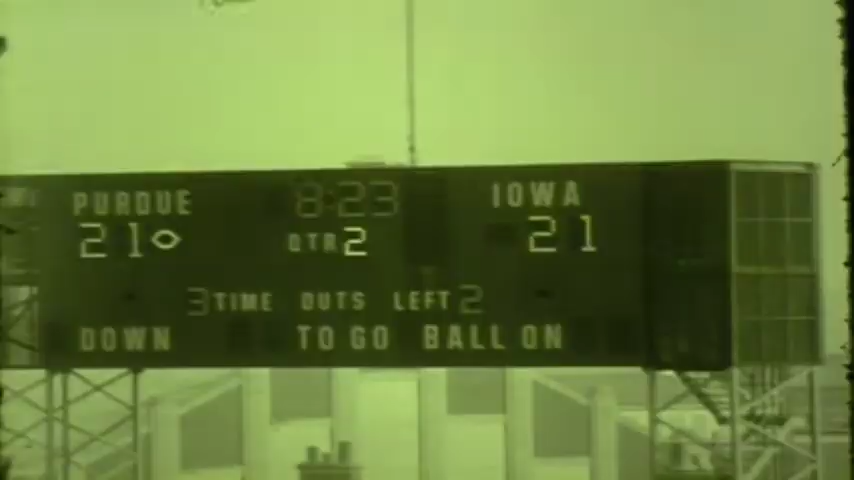 PURDUE 8:23 IOWA
21 QTR 2 21
3 TIME OUTS LEFT 2
DOWN TO GO BALL ON